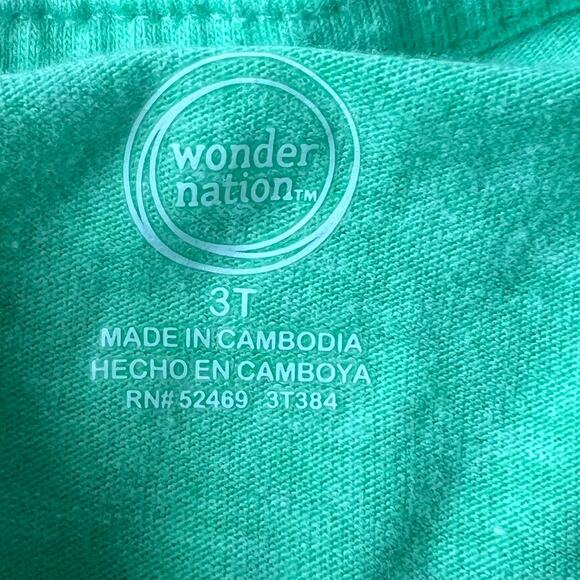 wonder
nation™
3T
MADE IN CAMBODIA
HECHO EN CAMBOYA
RN# 52469 3T384